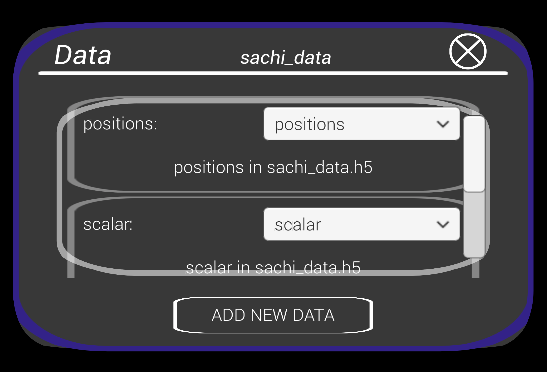 Data
sachi_data
positions:
positions
positions in sachi_data.h5
scalar:
scalar
scalar in sachi_data.h5
ADD NEW DATA